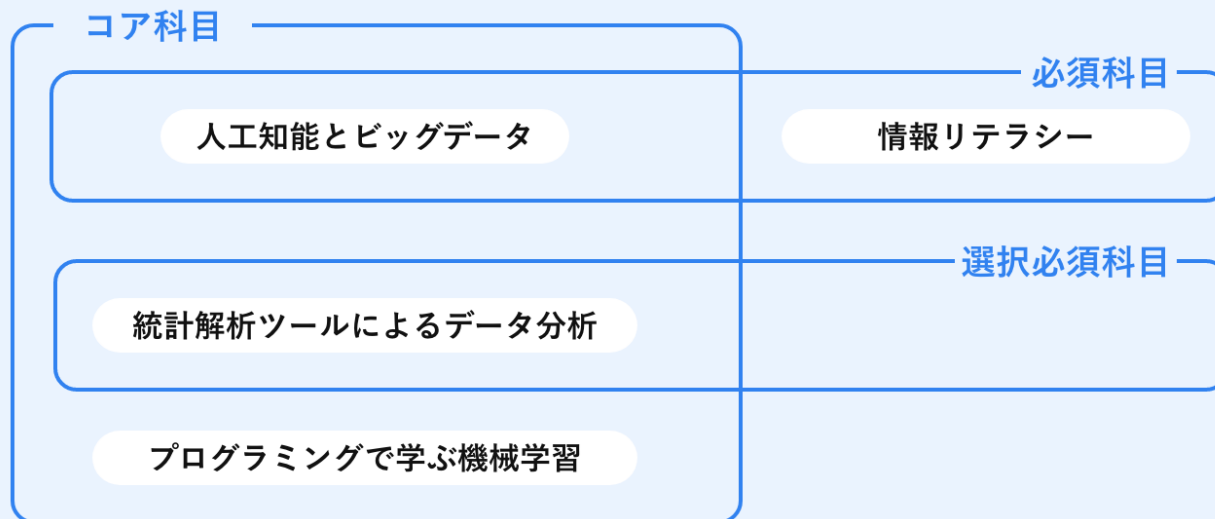 コア科目
必須科目
人工知能とビッグデータ
情報リテラシー
選択必須科目
統計解析ツールによるデータ分析
プログラミングで学ぶ機械学習